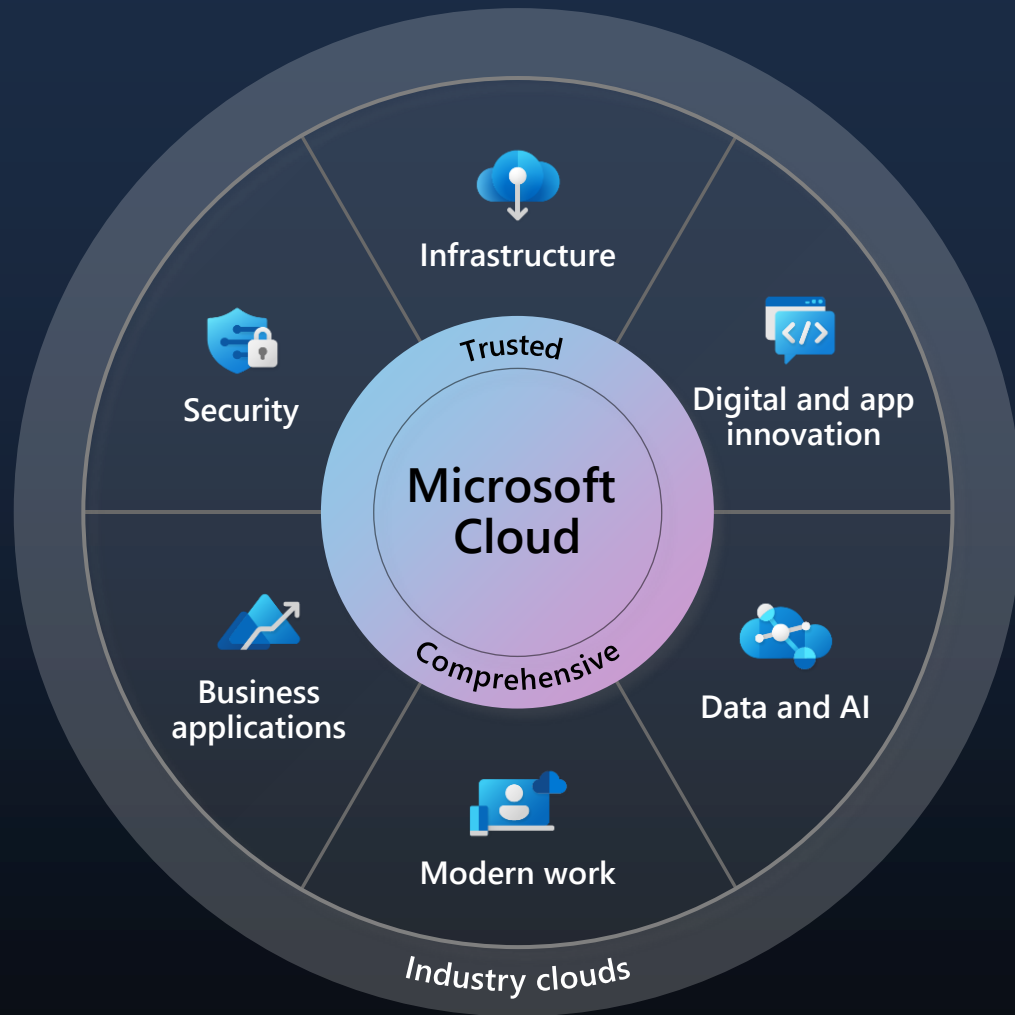 Infrastructure
Security
Digital and app
innovation
Trusted
Microsoft
Cloud
Comprehensive
Business
applications
Data and AI
Modern work
Industry clouds